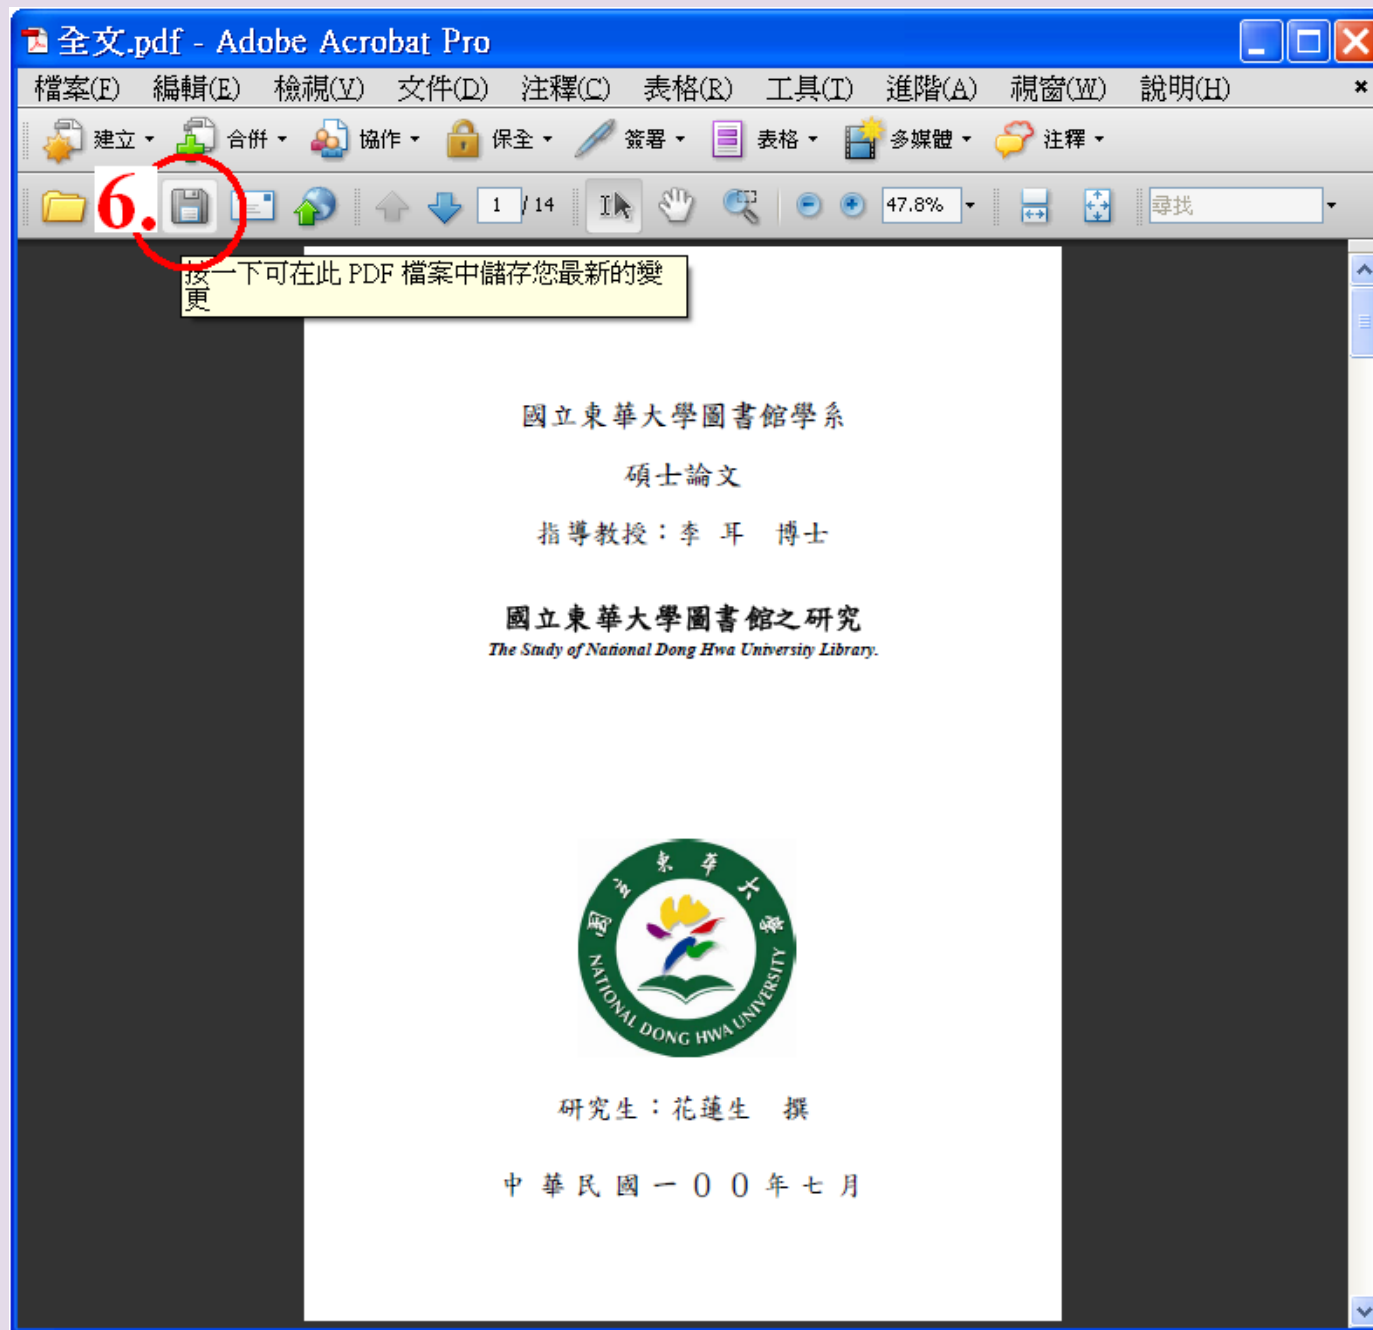 全文.pdf - Adobe Acrobat Pro
檔案(F) 編輯(E) 檢視(V) 文件(D) 注釋(C) 表格(R) 工具(T) 進階(A) 視窗(W) 說明(H)
建立 合併 協作 保全 簽署 表格 多媒體 注釋
6. 1 / 14 47.8% 尋找
按一下可在此 PDF 檔案中儲存您最新的變
更
國立東華大學圖書館學系
碩士論文
指導教授：李 耳 博士
國立東華大學圖書館之研究
The Study of National Dong Hwa University Library.
國立東華大學
NATIONAL DONG HWA UNIVERSITY
研究生：花蓮生 撰
中華民國一００年七月